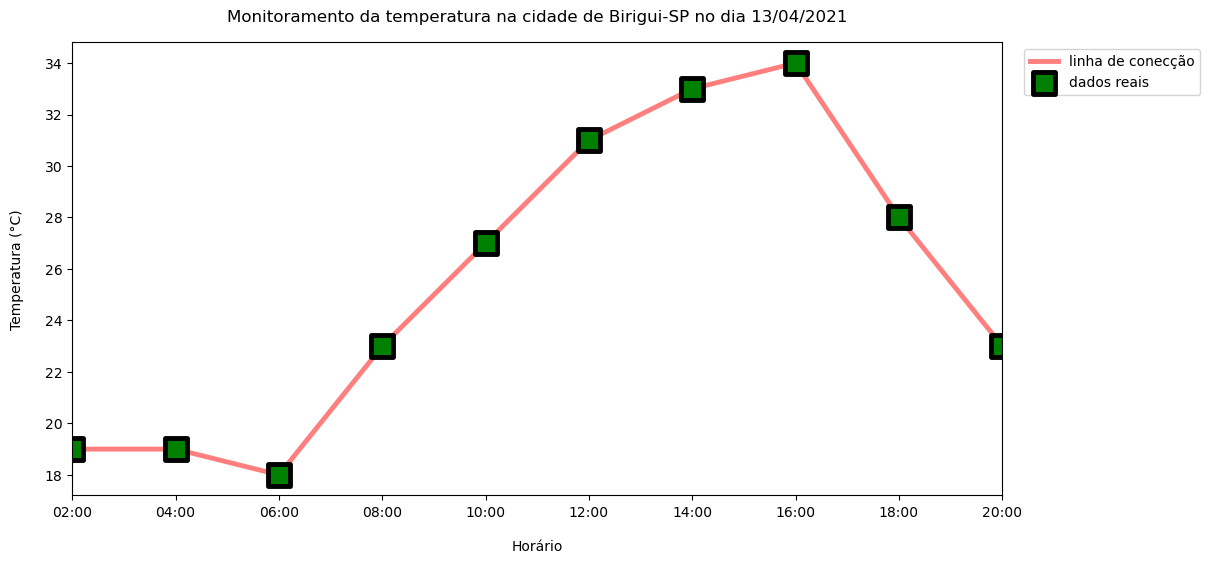 Monitoramento da temperatura na cidade de Birigui-SP no dia 13/04/2021
linha de conecção
dados reais
Temperatura (°C)
34
32
30
28
26
24
22
20
18
02:00 04:00 06:00 08:00 10:00 12:00 14:00 16:00 18:00 20:00
Horário